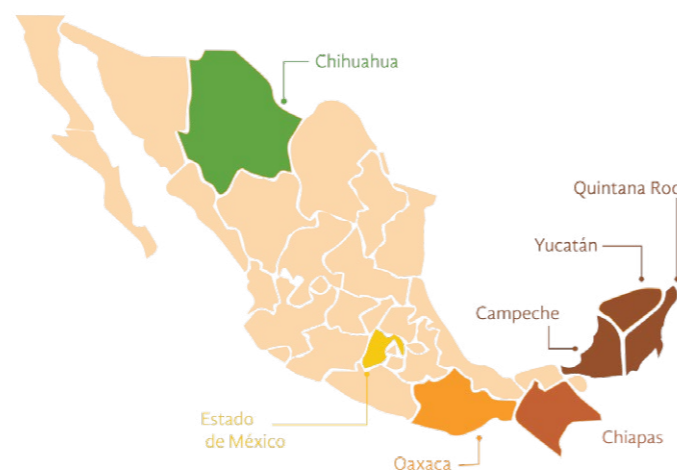 Chihuahua
Quintana Roo
Yucatán
Campeche
Estado
de México
Chiapas
Oaxaca